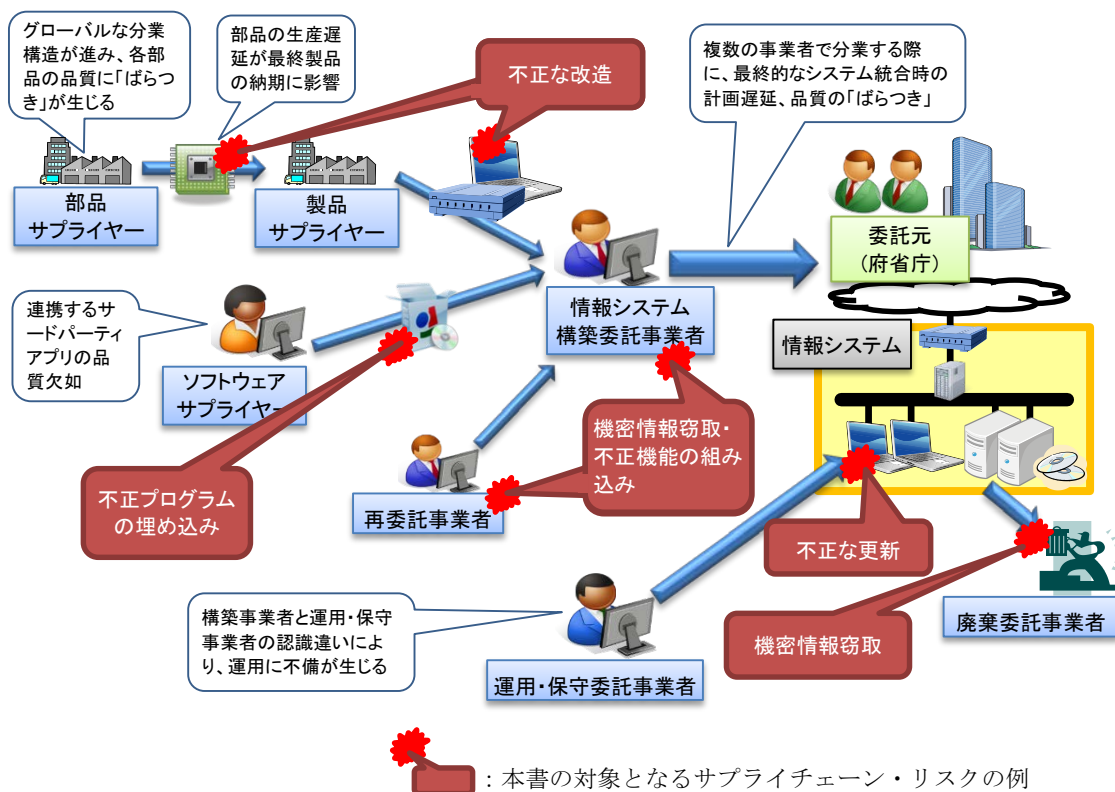 グローバルな分業
構造が進み、各部
品の品質に「ばらつ
き」が生じる
部品の生産遅
延が最終製品
の納期に影響
不正な改造
複数の事業者で分業する際
に、最終的なシステム統合時の
計画遅延、品質の「ばらつき」
部品
サプライヤー
製品
サプライヤー
委託元
(府省庁)
連携するサ
ードパーティ
アプリの品
質欠如
ソフトウェア
サプライヤー
情報システム
構築委託事業者
情報システム
不正プログラム
の埋め込み
再委託事業者
機密情報窃取・
不正機能の組み
込み
不正な更新
構築事業者と運用・保守
事業者の認識違いによ
り、運用に不備が生じる
運用・保守委託事業者
機密情報窃取
廃棄委託事業者
：本書の対象となるサプライチェーン・リスクの例